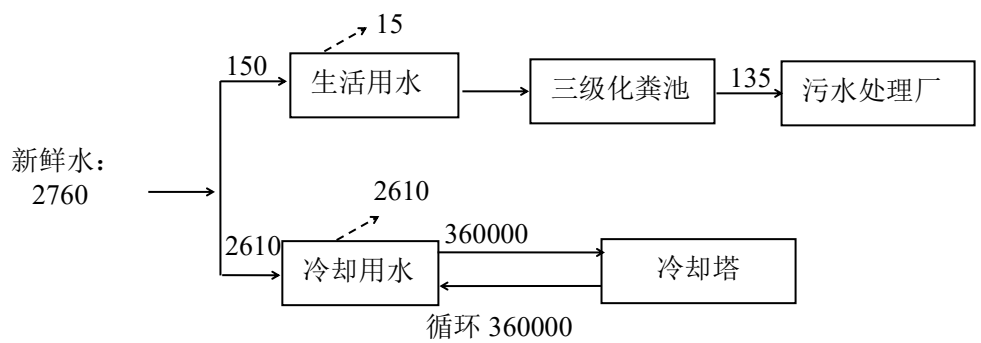 15
150
生活用水
三级化粪池
135
污水处理厂
新鲜水：
2760
2610
2610
360000
冷却用水
冷却塔
循环 360000